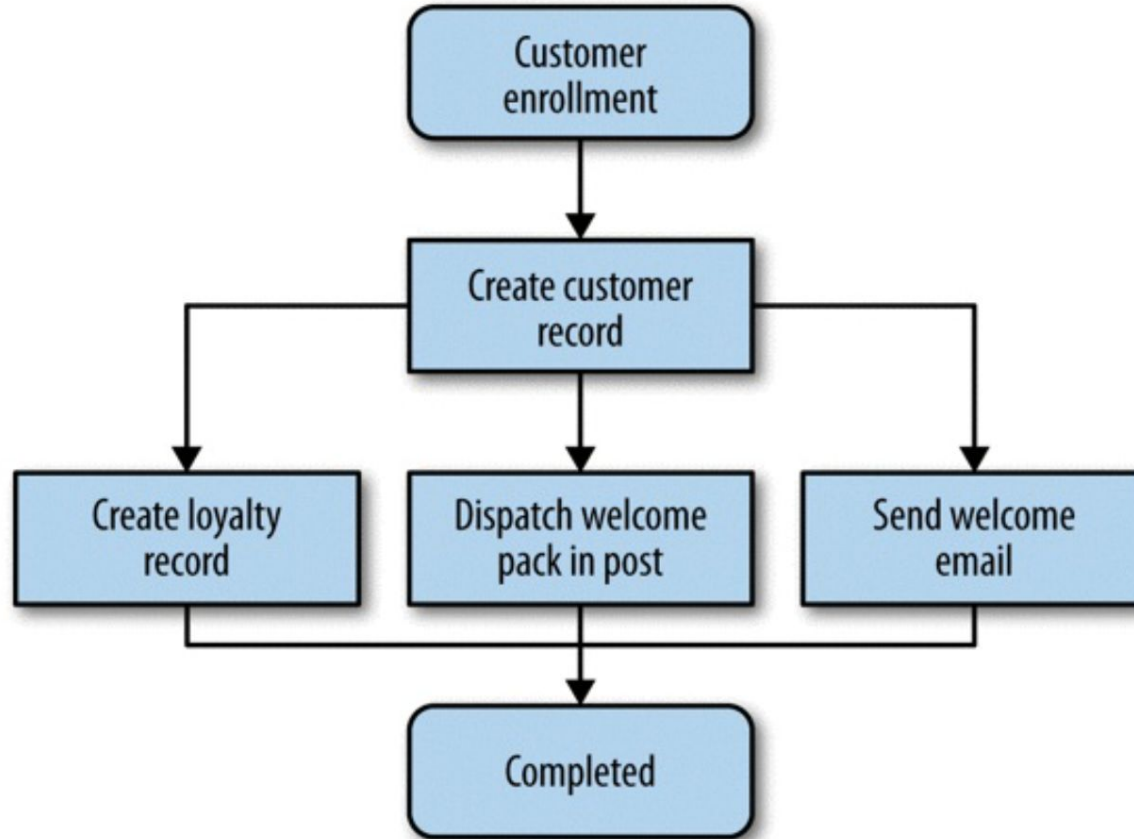 Customer
enrollment
Create customer
record
Create loyalty
record
Dispatch welcome
pack in post
Send welcome
email
Completed